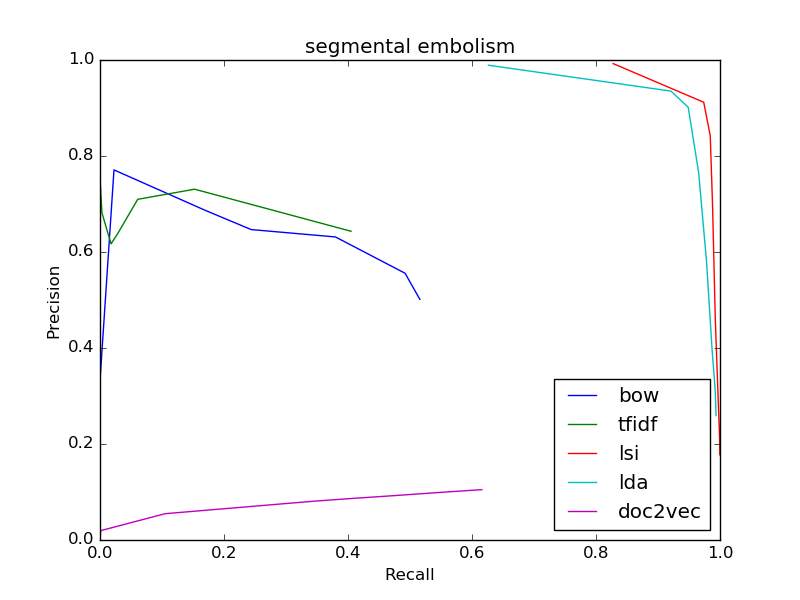 segmental embolism
1.0
0.8
0.6
0.4
0.2
0.0
Precision
0.0 0.2 0.4 0.6 0.8 1.0
Recall
bow
tfidf
lsi
lda
doc2vec